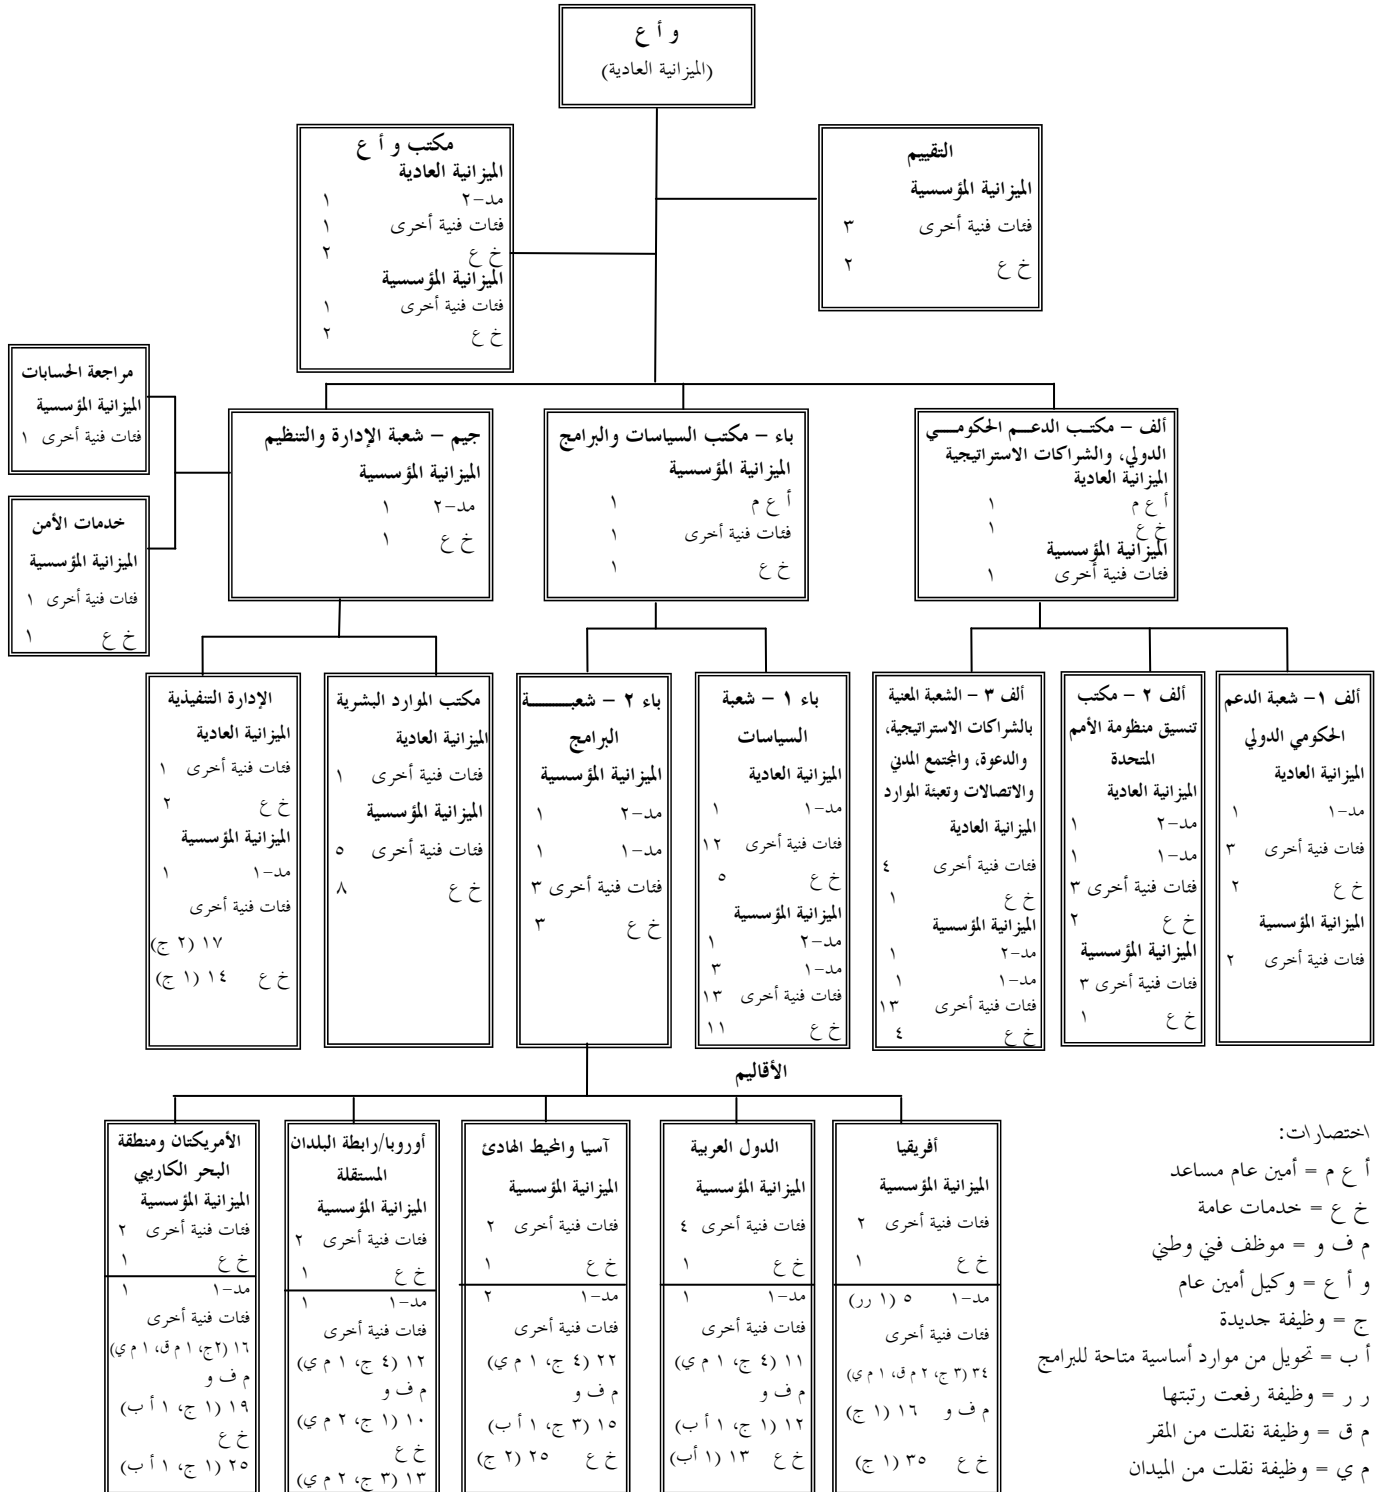 و أ ع
(الميزانية العادية)
مكتب و أ ع
الميزانية العادية
مد-٢ ١
فئات فنية أخرى ١
خ ع ٢
الميزانية المؤسسية
فئات فنية أخرى ١
خ ع ٢
التقييم
الميزانية المؤسسية
فئات فنية أخرى ٣
خ ع ٢
مراجعة الحسابات
الميزانية المؤسسية
فئات فنية أخرى ١
خدمات الأمن
الميزانية المؤسسية
فئات فنية أخرى ١
خ ع ١
ألف – مكتب الدعم الحكومي
الدولي، والشراكات الاستراتيجية
الميزانية العادية
أ ع م ١
خ ع ١
الميزانية المؤسسية
فئات فنية أخرى ١
باء – مكتب السياسات والبرامج
الميزانية المؤسسية
أ ع م ١
فئات فنية أخرى ١
خ ع ١
جيم – شعبة الإدارة والتنظيم
الميزانية المؤسسية
مد-٢ ١
خ ع ١
ألف ١- شعبة الدعم
الحكومي الدولي
الميزانية العادية
مد-١ ١
فئات فنية أخرى ٣
خ ع ٢
الميزانية المؤسسية
فئات فنية أخرى ٢
ألف ٢ – مكتب
تنسيق منظومة الأمم
المتحدة
الميزانية العادية
مد-٢ ١
مد-١ ١
فئات فنية أخرى ٣
خ ع ٢
الميزانية المؤسسية
فئات فنية أخرى ٣
خ ع ١
ألف ٣ – الشعبة المعنية
بالشراكات الاستراتيجية،
والدعوة، والمجتمع المدني
والاتصالات وتعبئة الموارد
الميزانية العادية
فئات فنية أخرى ٤
خ ع ١
الميزانية المؤسسية
مد-٢ ١
مد-١ ١
فئات فنية أخرى ١٣
خ ع ٤
باء ١ – شعبة
السياسات
الميزانية العادية
مد-١ ١
فئات فنية أخرى ١٢
خ ع ٥
الميزانية المؤسسية
مد-٢ ١
مد-١ ٣
فئات فنية أخرى ١٣
خ ع ١١
باء ٢ – شعبة
البرامج
الميزانية المؤسسية
مد-٢ ١
مد-١ ١
فئات فنية أخرى ٣
خ ع ٣
مكتب الموارد البشرية
الميزانية العادية
فئات فنية أخرى ١
الميزانية المؤسسية
فئات فنية أخرى ٥
خ ع ٨
الإدارة التنفيذية
الميزانية العادية
فئات فنية أخرى ١
خ ع ٢
الميزانية المؤسسية
مد-١ ١
فئات فنية أخرى
١٧ (٢ ج)
خ ع ١٤ (١ ج)
الأقاليم
أفريقيا
الميزانية المؤسسية
فئات فنية أخرى ٢
خ ع ١
مد-١ ٥ (١ رر)
فئات فنية أخرى
٣٤ (٣ ج، ٢ م ق، ١ م ي)
م ف و ١٦ (١ ج)
خ ع ٣٥ (١ ج)
الدول العربية
الميزانية المؤسسية
فئات فنية أخرى ٤
خ ع ١
مد-١ ١
فئات فنية أخرى
١١ (٤ ج، ١ م ي)
م ف و
١٢ (١ ج، ١ أ ب)
خ ع ١٣ (١ أب)
آسيا والمحيط الهادئ
الميزانية المؤسسية
فئات فنية أخرى ٢
خ ع ١
مد-١ ٢
فئات فنية أخرى
٢٢ (٤ ج، ١ م ي)
م ف و
١٥ (٣ ج، ١ أ ب)
خ ع ٢٥ (٢ ج)
أوروبا/رابطة البلدان
المستقلة
الميزانية المؤسسية
فئات فنية أخرى ٢
خ ع ١
مد-١ ١
فئات فنية أخرى
١٢ (٤ ج، ١ م ي)
م ف و
١٠ (١ ج، ٢ م ي)
خ ع
١٣ (٣ ج، ٢ م ي)
الأمريكتان ومنطقة
البحر الكاريبي
الميزانية المؤسسية
فئات فنية أخرى ٢
خ ع ١
مد-١ ١
فئات فنية أخرى
١٦ (٢ج، ١ م ق، ١ م ي)
م ف و
١٩ (١ ج، ١ أ ب)
خ ع
٢٥ (١ ج، ١ أ ب)
اختصارات:
أ ع م = أمين عام مساعد
خ ع = خدمات عامة
م ف و = موظف فني وطني
و أ ع = وكيل أمين عام
ج = وظيفة جديدة
أ ب = تمويل من موارد أساسية متاحة للبرامج
ر ر = وظيفة رفعت رتبتها
م ق = وظيفة نقلت من المقر
م ي = وظيفة نقلت من الميدان